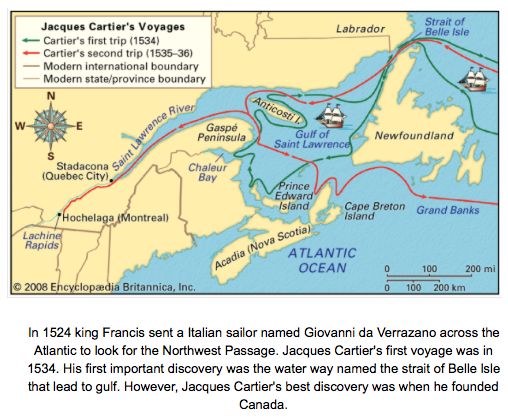 Jacques Cartier's Voyages
Cartier's first trip (1534)
Cartier's second trip (1535–36)
Modern international boundary
Modern state/province boundary
N
W
E
S
Labrador
Strait of
Belle Isle
Saint Lawrence River
Anticosti I.
Gaspé
Peninsula
Gulf of
Saint Lawrence
Newfoundland
Stadacona
(Quebec City)
Chaleur
Bay
Prince
Edward
Island
Cape Breton
Island
Grand Banks
Hochelaga (Montreal)
Lachine
Rapids
Acadia (Nova Scotia)
ATLANTIC
OCEAN
0 100 200 mi
0 100 200 km
© 2008 Encyclopædia Britannica, Inc.
In 1524 king Francis sent a Italian sailor named Giovanni da Verrazano across the
Atlantic to look for the Northwest Passage. Jacques Cartier's first voyage was in
1534. His first important discovery was the water way named the strait of Belle Isle
that lead to gulf. However, Jacques Cartier's best discovery was when he founded
Canada.